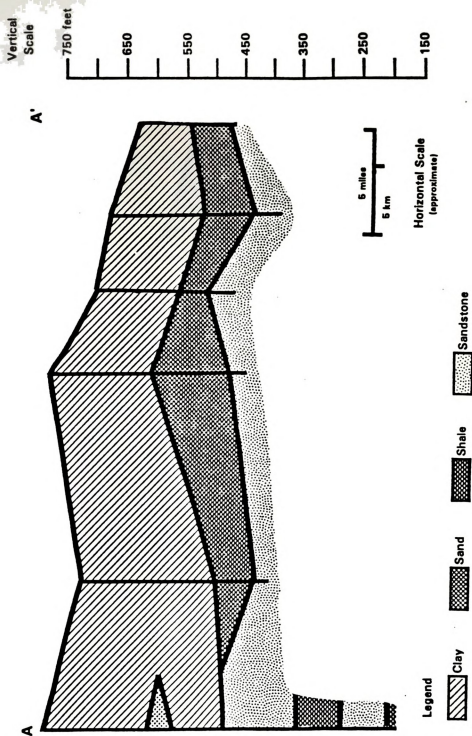 Vertical
Scale
750 feet
650
550
450
350
250
150
A'
A
5 miles
5 km
Horizontal Scale
(approximate)
Legend
Clay
Sand
Shale
Sandstone